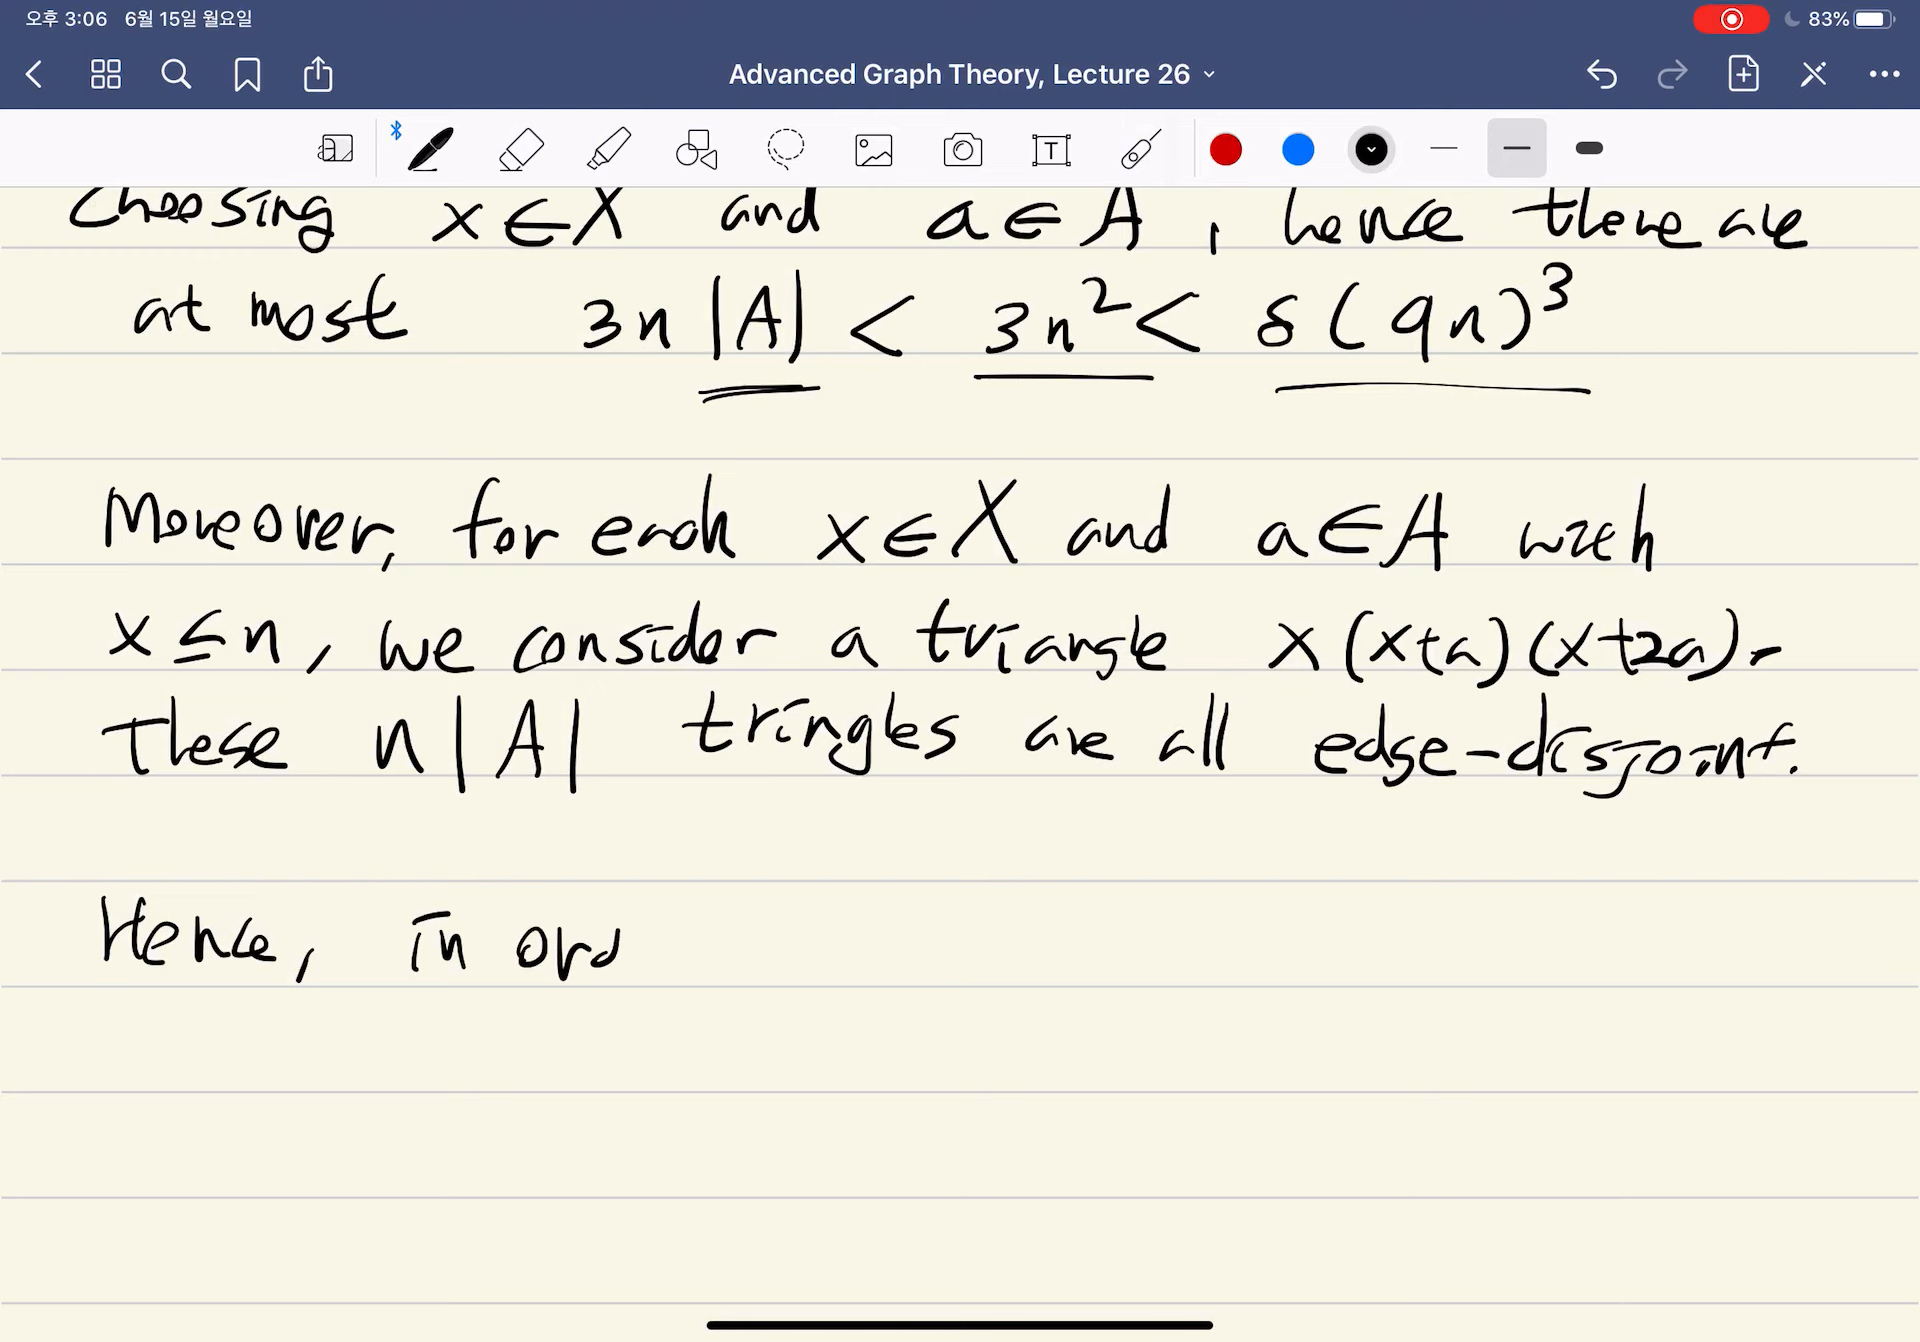 오후 3:06 6월 15일 월요일
83%
Advanced Graph Theory, Lecture 26
Choosing x∈X and a∈A, hence there are
at most 3n|A| < 3n² < δ(9n)³
Moreover, for each x∈X and a∈A with
x≤n, we consider a triangle x(x+a)(x+2a).
These n|A| tringles are all edge-disjoint.
Hence, in ord